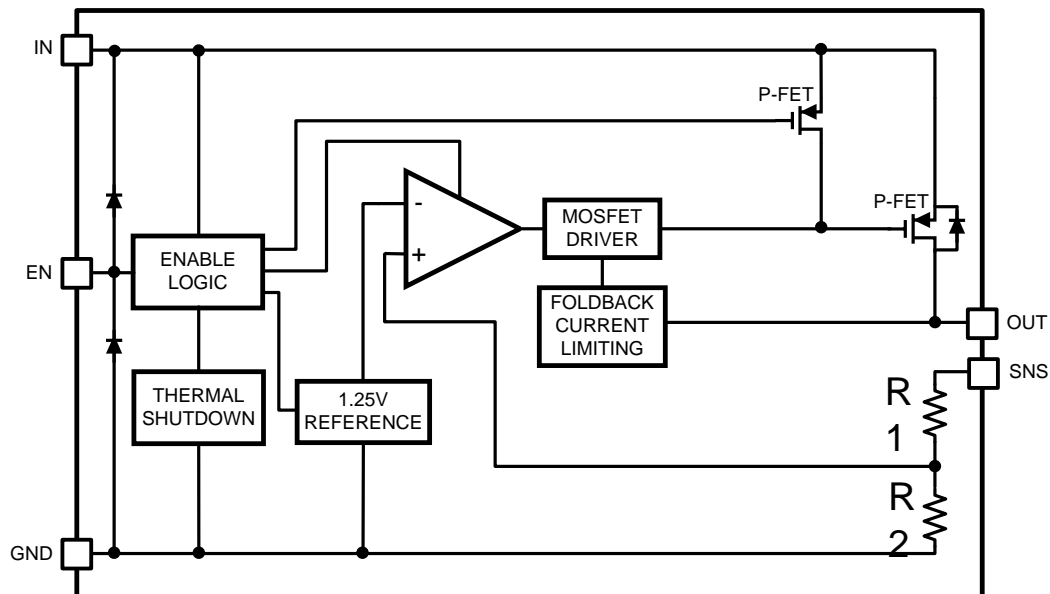 IN
P-FET
P-FET
-
+
MOSFET
DRIVER
EN
ENABLE
LOGIC
FOLDBACK
CURRENT
LIMITING
OUT
SNS
THERMAL
SHUTDOWN
1.25V
REFERENCE
R
1
R
2
GND